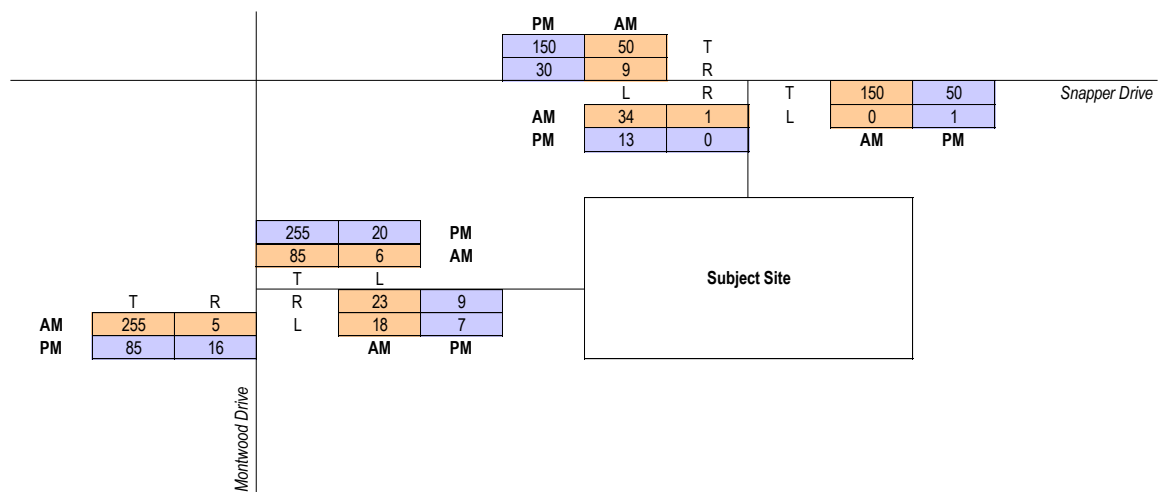 PM AM
150 50 T
30 9 R
L R T 150 50 Snapper Drive
AM 34 1 L 0 1
PM 13 0 AM PM
255 20 PM
85 6 AM
T L Subject Site
T R R 23 9
AM 255 5 L 18 7
PM 85 16 AM PM
Montwood Drive